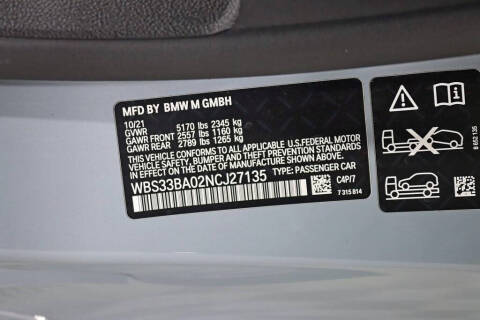 MFD BY BMW M GMBH
10/21
GVWR 5170 lbs 2345 kg
GAWR FRONT 2557 lbs 1160 kg
GAWR REAR 2789 lbs 1265 kg
THIS VEHICLE CONFORMS TO ALL APPLICABLE U.S. FEDERAL MOTOR
VEHICLE SAFETY, BUMPER, AND THEFT PREVENTION STANDARDS
IN EFFECT ON THE DATE OF MANUFACTURE SHOWN ABOVE.
WBS33BA02NCJ27135 TYPE: PASSENGER CAR
C4P/7
7 315 814